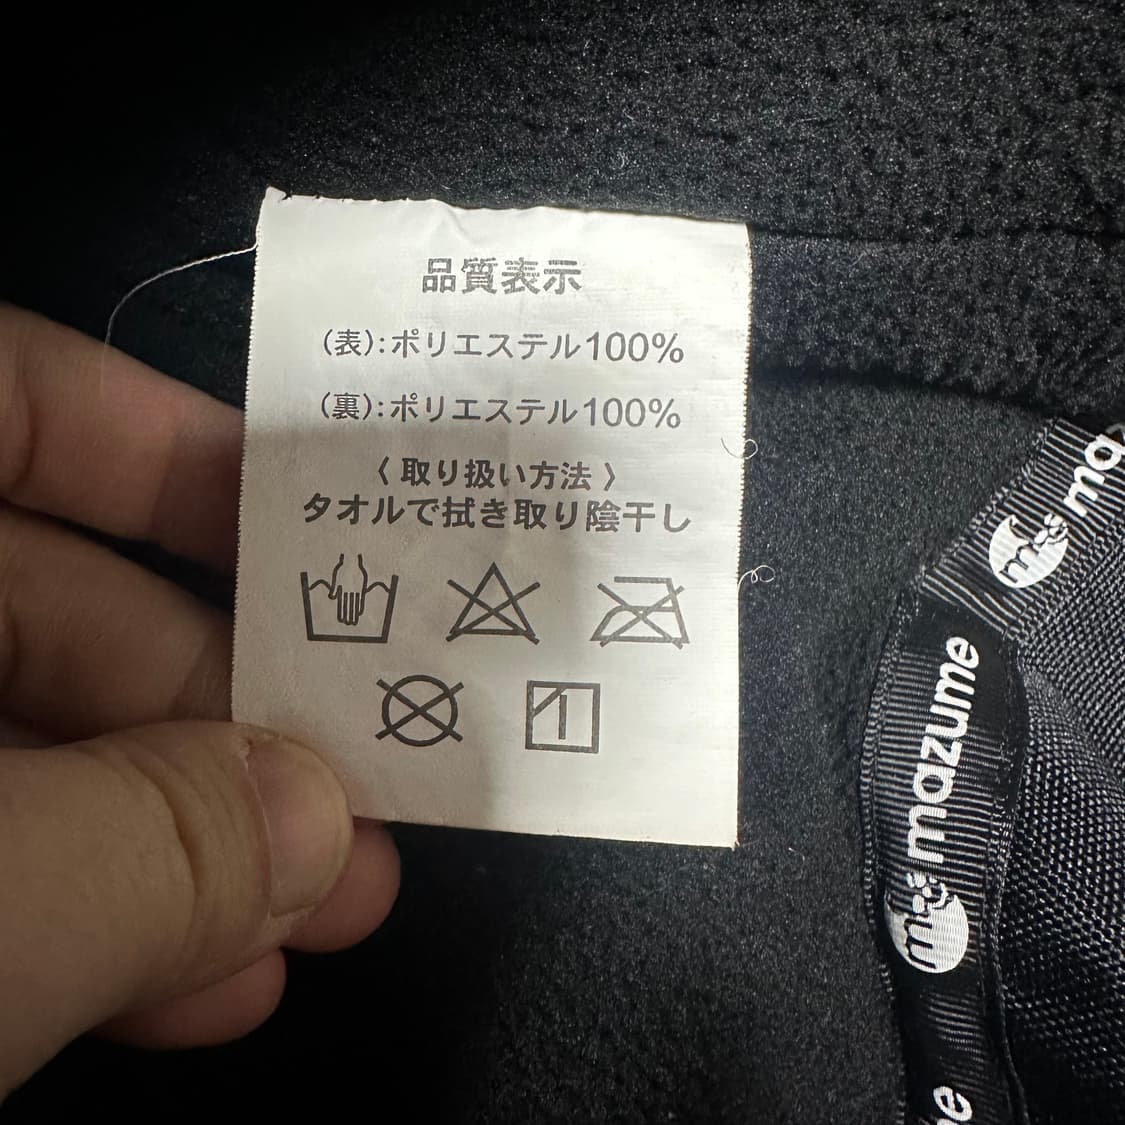 品質表示
(表):ポリエステル100%
(裏):ポリエステル100%
〈 取り扱い方法 〉
タオルで拭き取り陰干し
mazume